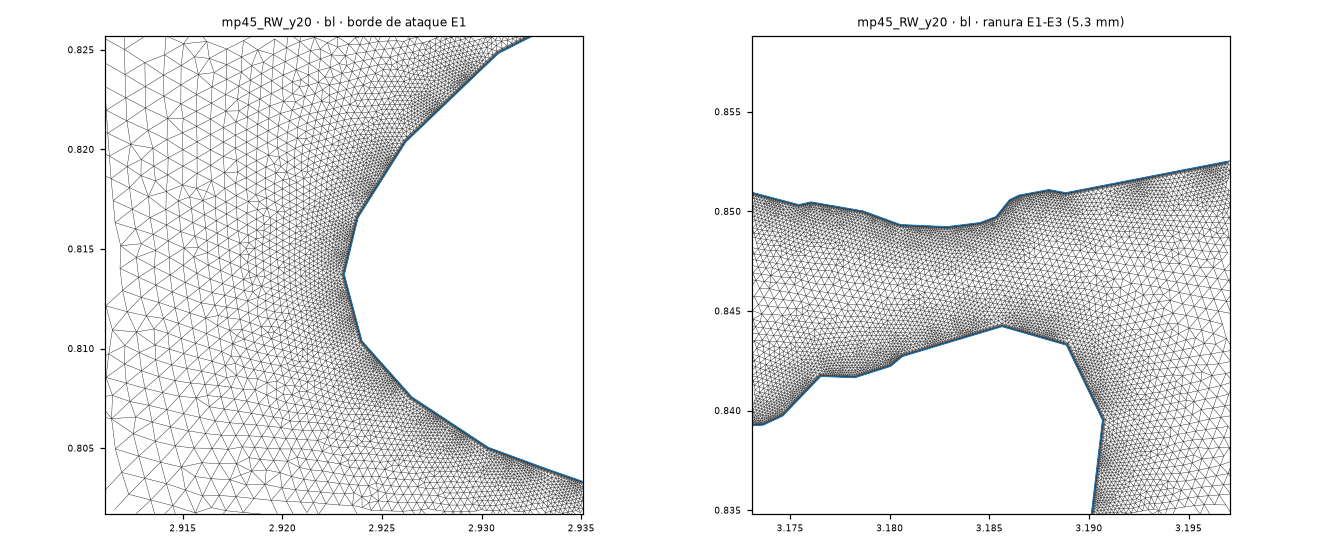 mp45_RW_y20 · bl · borde de ataque E1
0.825
0.820
0.815
0.810
0.805
2.915 2.920 2.925 2.930 2.935
mp45_RW_y20 · bl · ranura E1-E3 (5.3 mm)
0.855
0.850
0.845
0.840
0.835
3.175 3.180 3.185 3.190 3.195